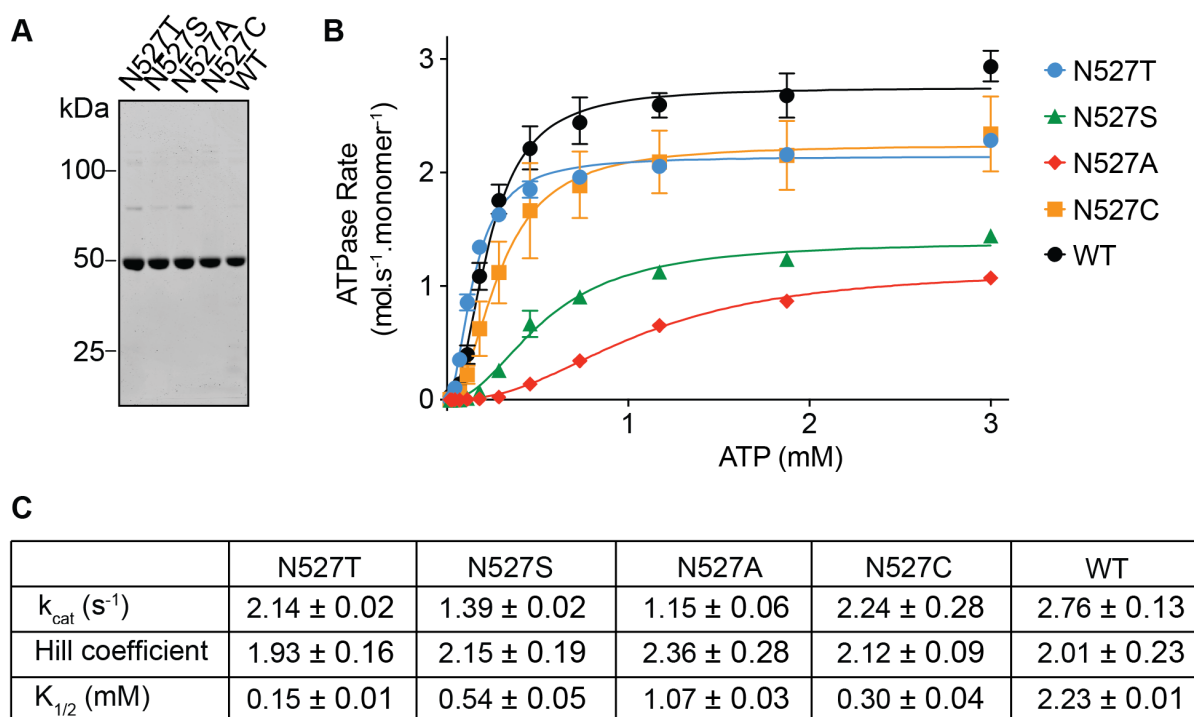 A
N527T
N527S
N527A
N527C
WT
kDa
100
50
25
B
ATPase Rate
(mol.s⁻¹.monomer⁻¹)
3
2
1
0
1
2
3
ATP (mM)
N527T
N527S
N527A
N527C
WT
C
N527T N527S N527A N527C WT
k_cat (s⁻¹) 2.14 ± 0.02 1.39 ± 0.02 1.15 ± 0.06 2.24 ± 0.28 2.76 ± 0.13
Hill coefficient 1.93 ± 0.16 2.15 ± 0.19 2.36 ± 0.28 2.12 ± 0.09 2.01 ± 0.23
K_1/2 (mM) 0.15 ± 0.01 0.54 ± 0.05 1.07 ± 0.03 0.30 ± 0.04 2.23 ± 0.01